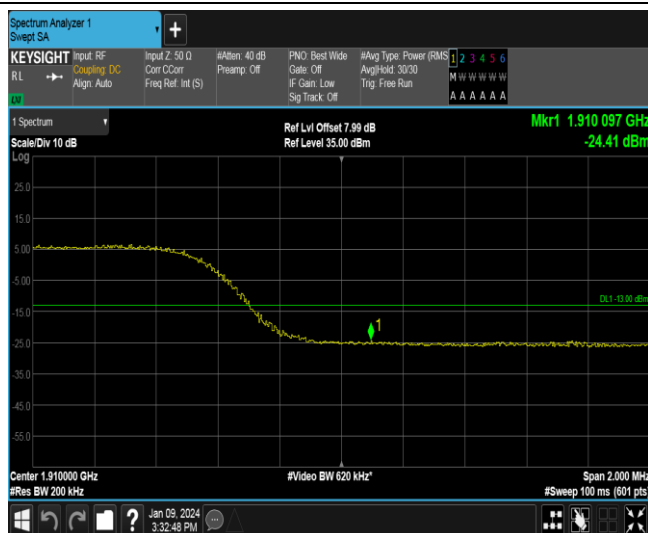 Spectrum Analyzer 1
Swept SA
KEYSIGHT
RL
Input: RF
Coupling: DC
Align: Auto
Input Z: 50 Ω
Corr CCorr
Freq Ref: Int (S)
#Atten: 40 dB
Preamp: Off
PNO: Best Wide
Gate: Off
IF Gain: Low
Sig Track: Off
#Avg Type: Power (RMS
Avg|Hold: 30/30
Trig: Free Run
1 2 3 4 5 6
M W W W W W
A A A A A A
1 Spectrum
Scale/Div 10 dB
Ref Lvl Offset 7.99 dB
Ref Level 35.00 dBm
Mkr1 1.910 097 GHz
-24.41 dBm
Log
25.0
15.0
5.00
-5.00
-15.0
-25.0
-35.0
-45.0
-55.0
DL1 -13.00 dBm
1
Center 1.910000 GHz
#Res BW 200 kHz
#Video BW 620 kHz*
Span 2.000 MHz
#Sweep 100 ms (601 pts)
Jan 09, 2024
3:32:48 PM